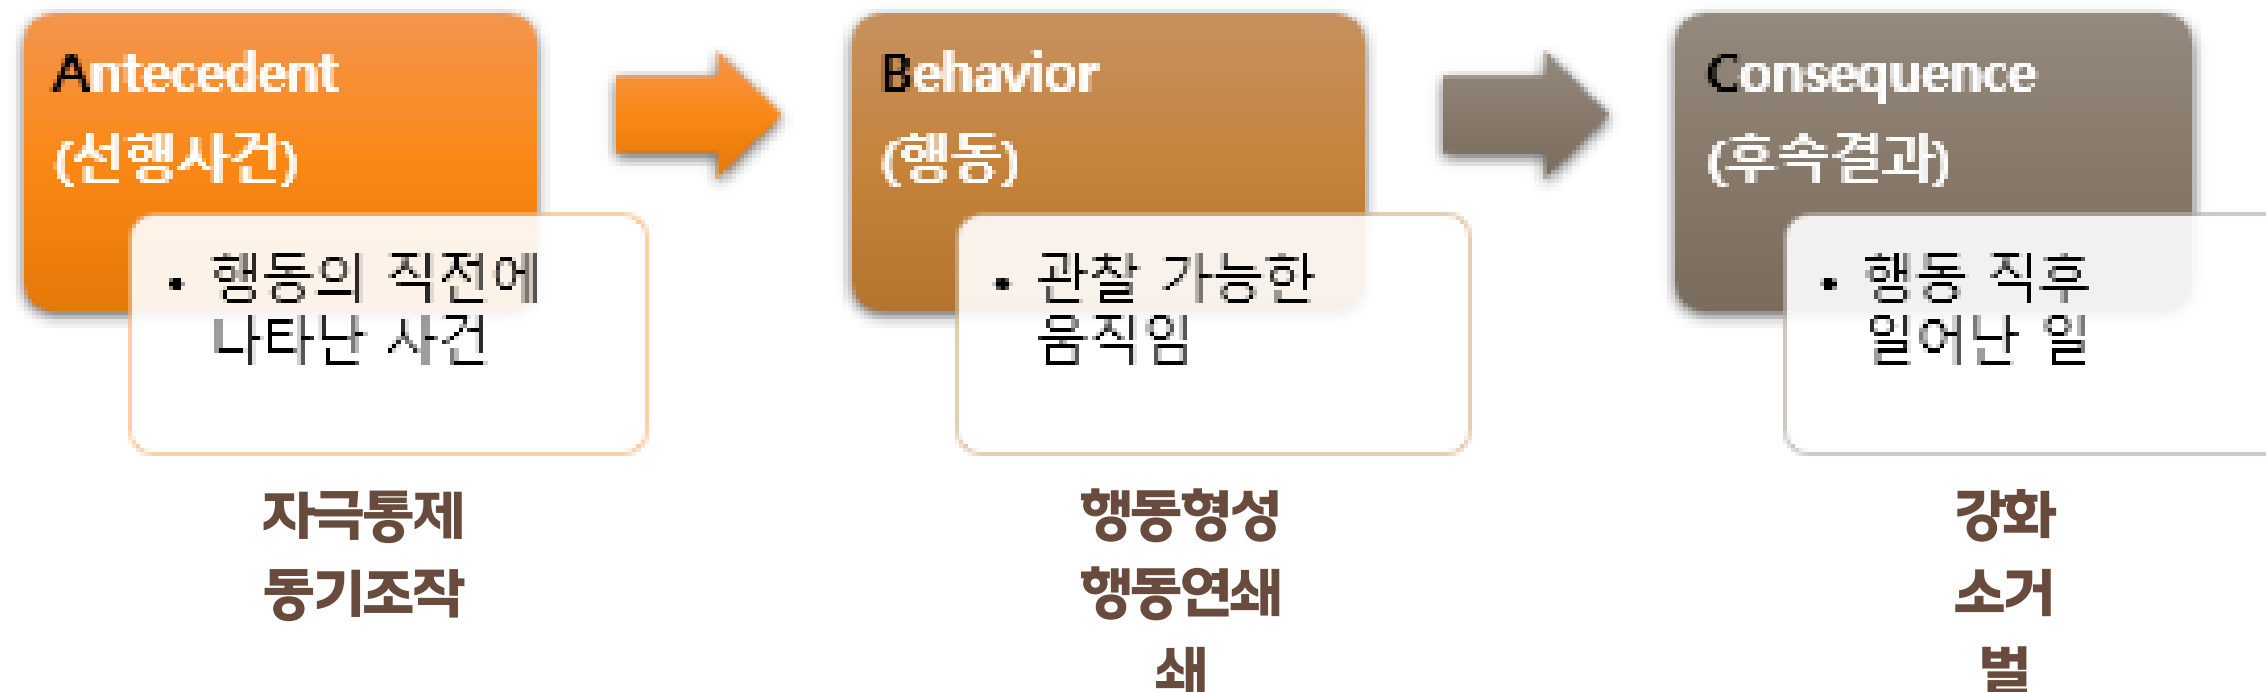 Antecedent
(선행사건)
• 행동의 직전에
나타난 사건
자극통제
동기조작
Behavior
(행동)
• 관찰 가능한
움직임
행동형성
행동연쇄
쇄
Consequence
(후속결과)
• 행동 직후
일어난 일
강화
소거
벌